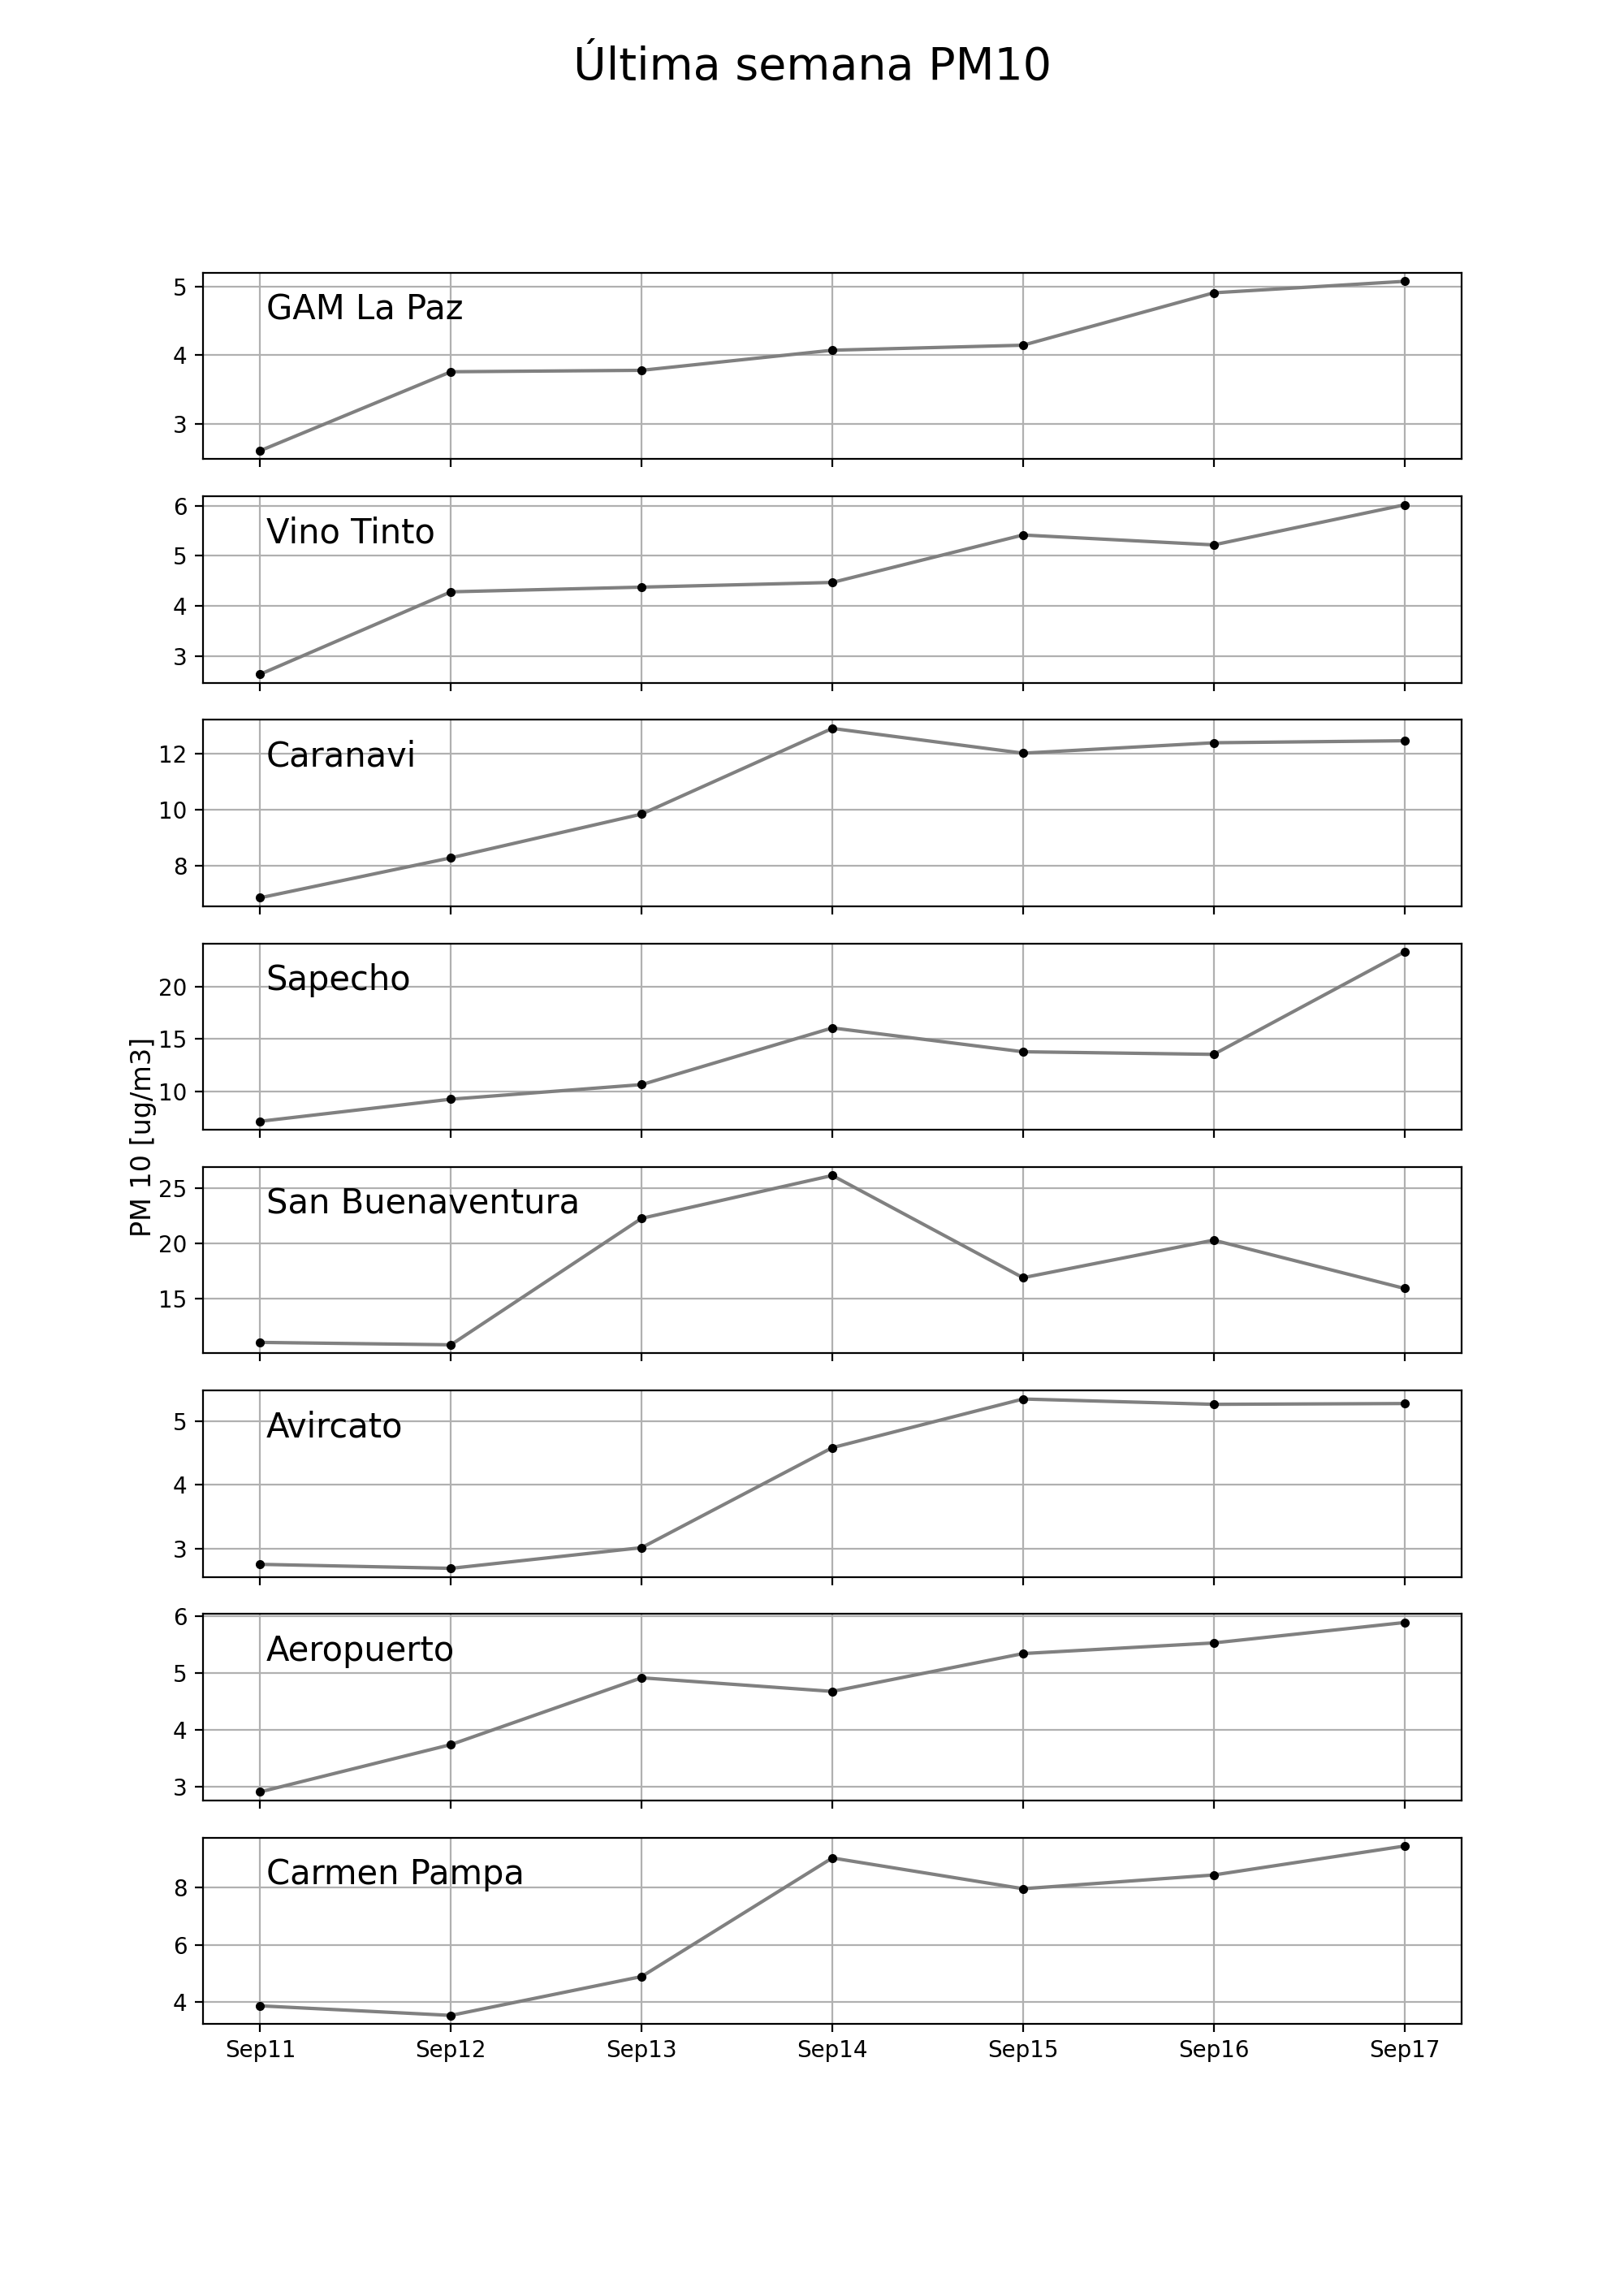 Última semana PM10
GAM La Paz
5
4
3
Vino Tinto
6
5
4
3
Caranavi
12
10
8
Sapecho
20
15
10
PM 10 [ug/m3]
San Buenaventura
25
20
15
Avircato
5
4
3
Aeropuerto
6
5
4
3
Carmen Pampa
8
6
4
Sep11 Sep12 Sep13 Sep14 Sep15 Sep16 Sep17